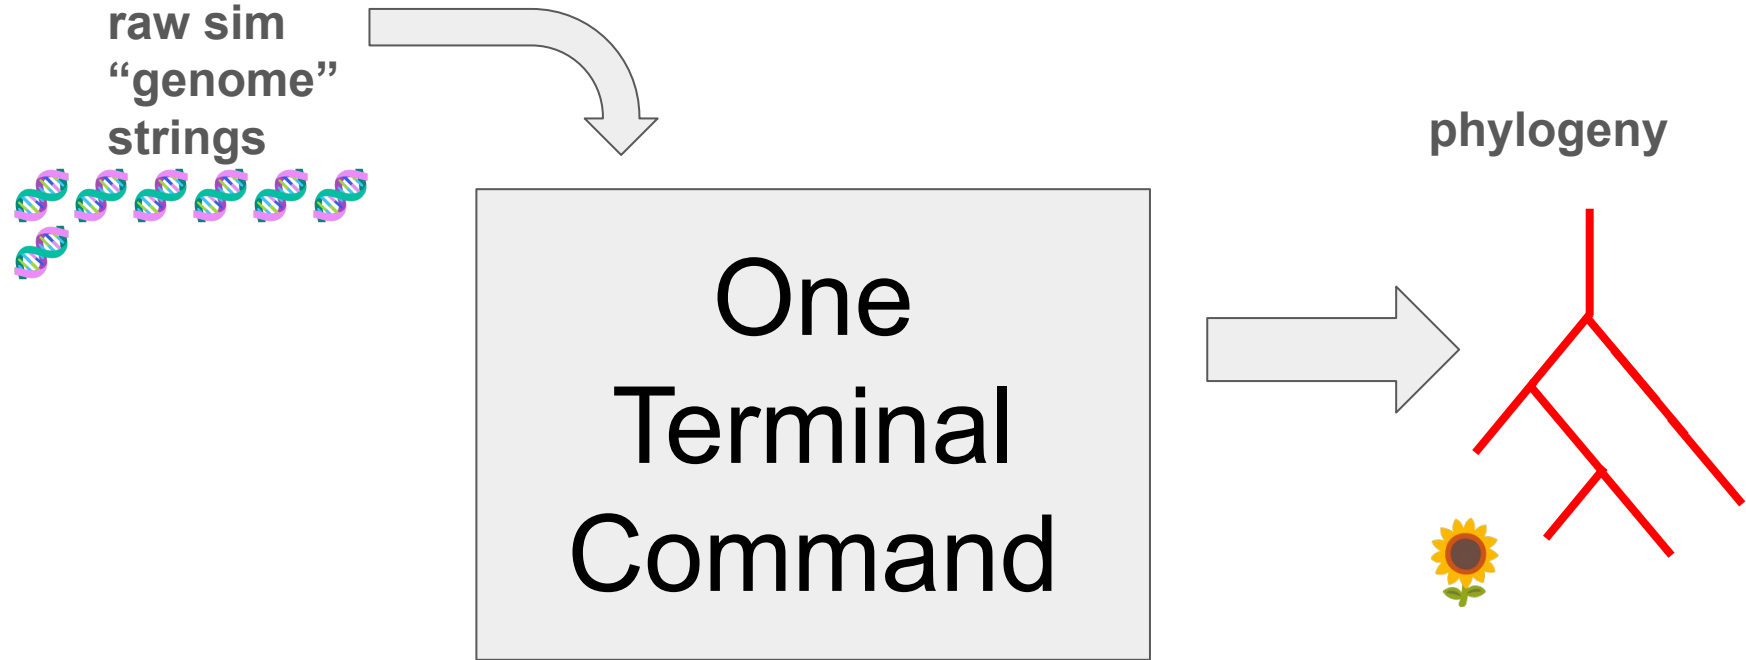 raw sim
“genome”
strings
One
Terminal
Command
phylogeny